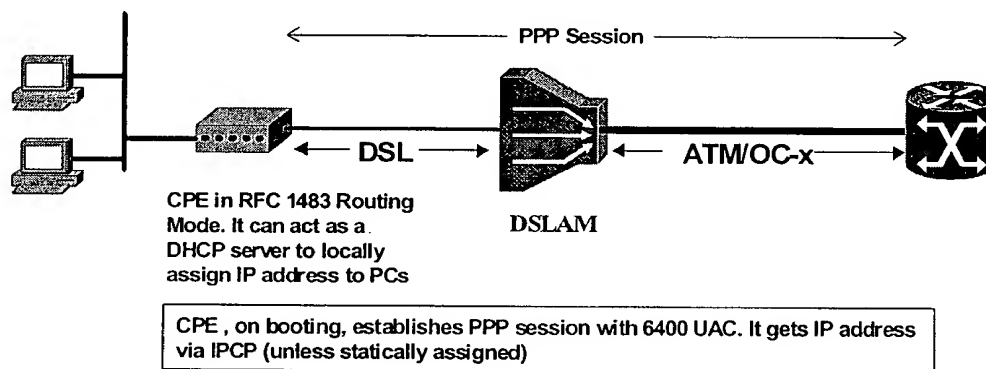 PPP Session
DSL
ATM/OC-x
CPE in RFC 1483 Routing
Mode. It can act as a
DHCP server to locally
assign IP address to PCs
DSLAM
CPE , on booting, establishes PPP session with 6400 UAC. It gets IP address
via IPCP (unless statically assigned)